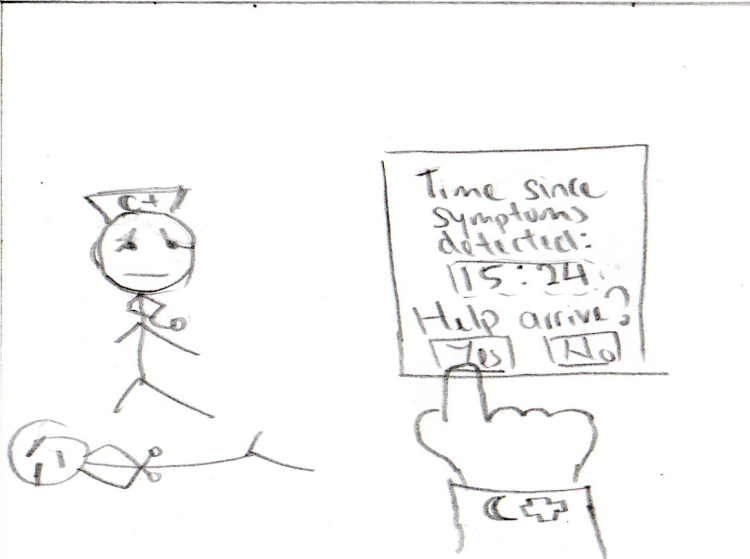 Time since
symptoms
detected:
15:24
Help arrive?
Yes No